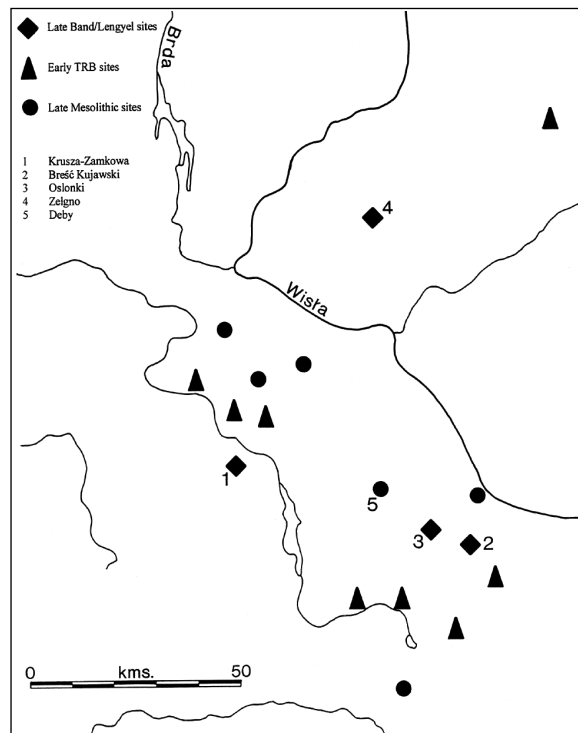 Late Band/Lengyel sites
Early TRB sites
Late Mesolithic sites
1 Krusza-Zamkowa
2 Breść Kujawski
3 Oslonki
4 Zelgno
5 Deby
Brda
4
Wisła
1
5
3
2
0 kms. 50